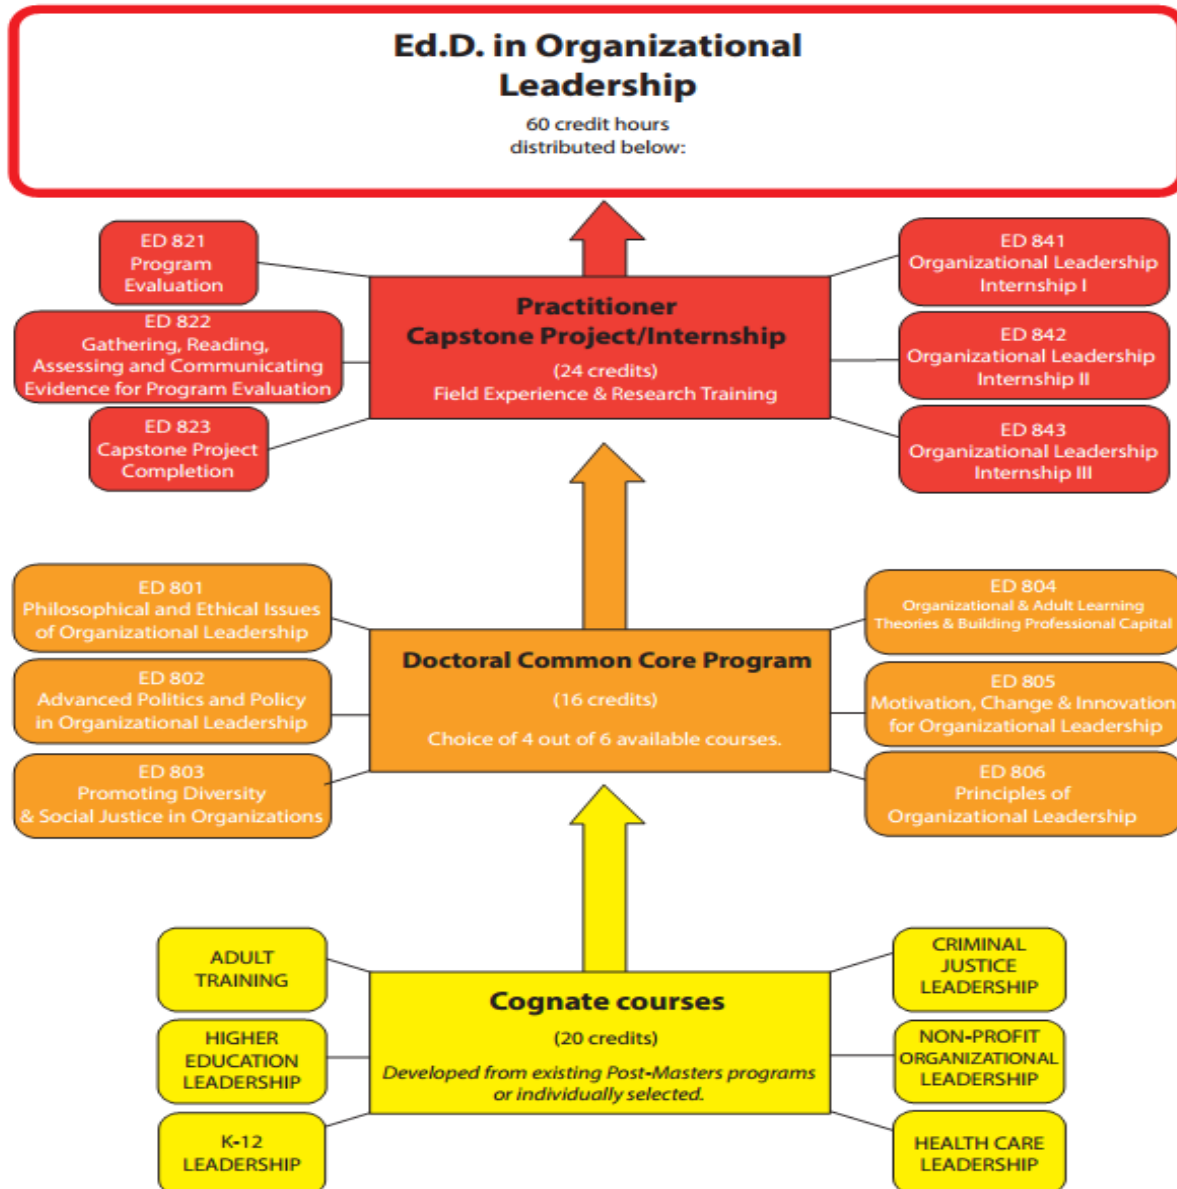 Ed.D. in Organizational
Leadership
60 credit hours
distributed below:
ED 821
Program
Evaluation
ED 822
Gathering, Reading,
Assessing and Communicating
Evidence for Program Evaluation
ED 823
Capstone Project
Completion
Practitioner
Capstone Project/Internship
(24 credits)
Field Experience & Research Training
ED 841
Organizational Leadership
Internship I
ED 842
Organizational Leadership
Internship II
ED 843
Organizational Leadership
Internship III
ED 801
Philosophical and Ethical Issues
of Organizational Leadership
ED 802
Advanced Politics and Policy
in Organizational Leadership
ED 803
Promoting Diversity
& Social Justice in Organizations
Doctoral Common Core Program
(16 credits)
Choice of 4 out of 6 available courses.
ED 804
Organizational & Adult Learning
Theories & Building Professional Capital
ED 805
Motivation, Change & Innovation
for Organizational Leadership
ED 806
Principles of
Organizational Leadership
ADULT
TRAINING
HIGHER
EDUCATION
LEADERSHIP
K-12
LEADERSHIP
Cognate courses
(20 credits)
Developed from existing Post-Masters programs
or individually selected.
CRIMINAL
JUSTICE
LEADERSHIP
NON-PROFIT
ORGANIZATIONAL
LEADERSHIP
HEALTH CARE
LEADERSHIP